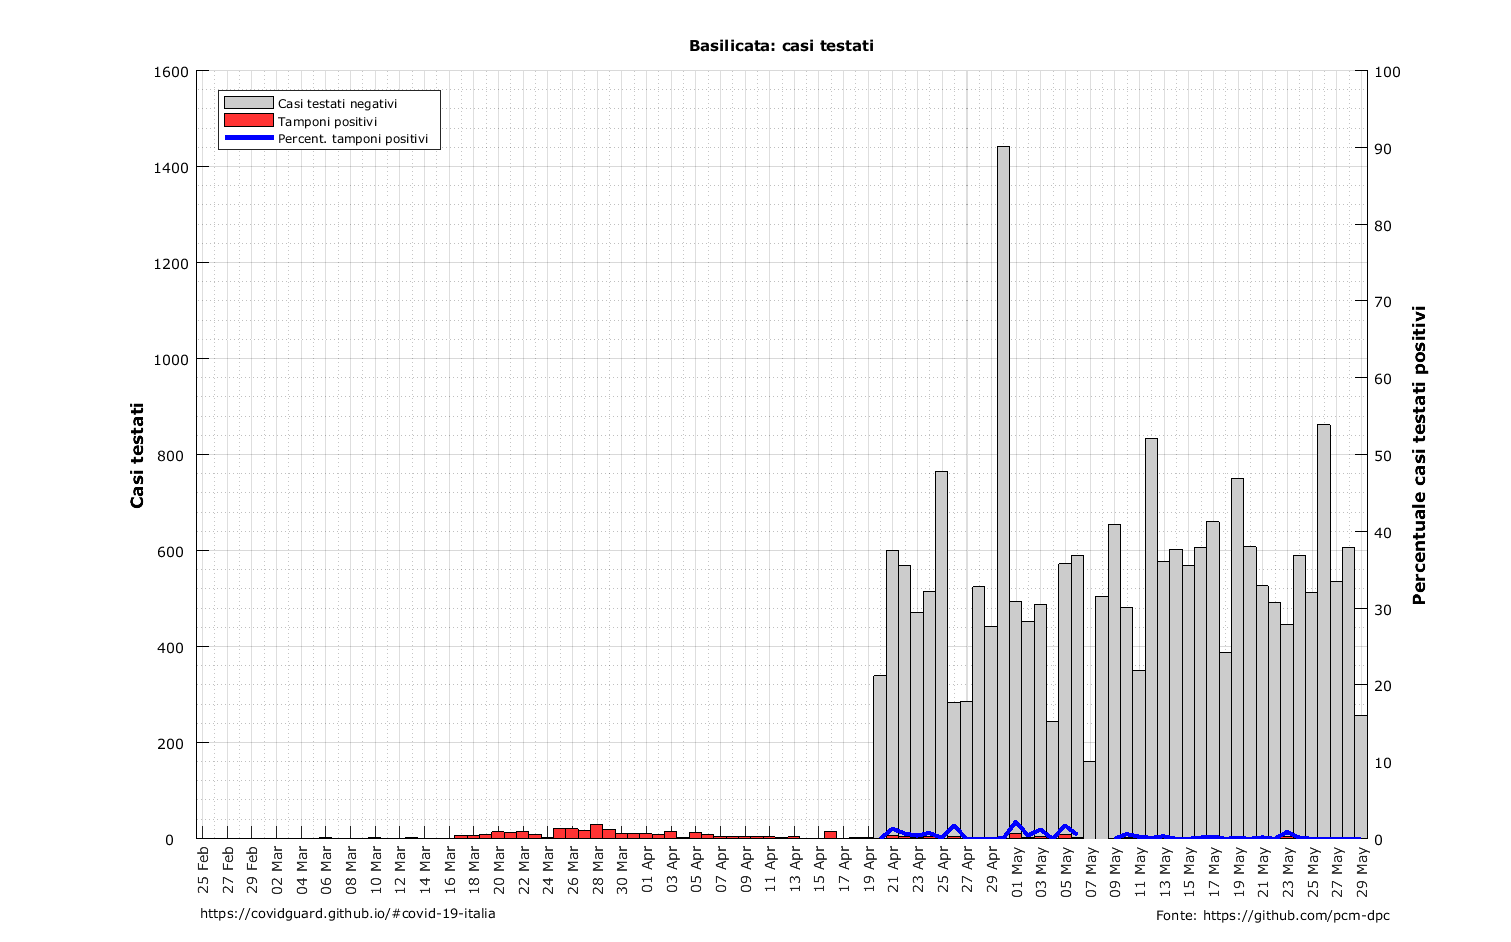 Basilicata: casi testati
Casi testati negativi
Tamponi positivi
Percent. tamponi positivi
Casi testati
1600
1400
1200
1000
800
600
400
200
0
100
90
80
70
60
50
40
30
20
10
0
Percentuale casi testati positivi
25 Feb
27 Feb
29 Feb
02 Mar
04 Mar
06 Mar
08 Mar
10 Mar
12 Mar
14 Mar
16 Mar
18 Mar
20 Mar
22 Mar
24 Mar
26 Mar
28 Mar
30 Mar
01 Apr
03 Apr
05 Apr
07 Apr
09 Apr
11 Apr
13 Apr
15 Apr
17 Apr
19 Apr
21 Apr
23 Apr
25 Apr
27 Apr
29 Apr
01 May
03 May
05 May
07 May
09 May
11 May
13 May
15 May
17 May
19 May
21 May
23 May
25 May
27 May
29 May
https://covidguard.github.io/#covid-19-italia
Fonte: https://github.com/pcm-dpc